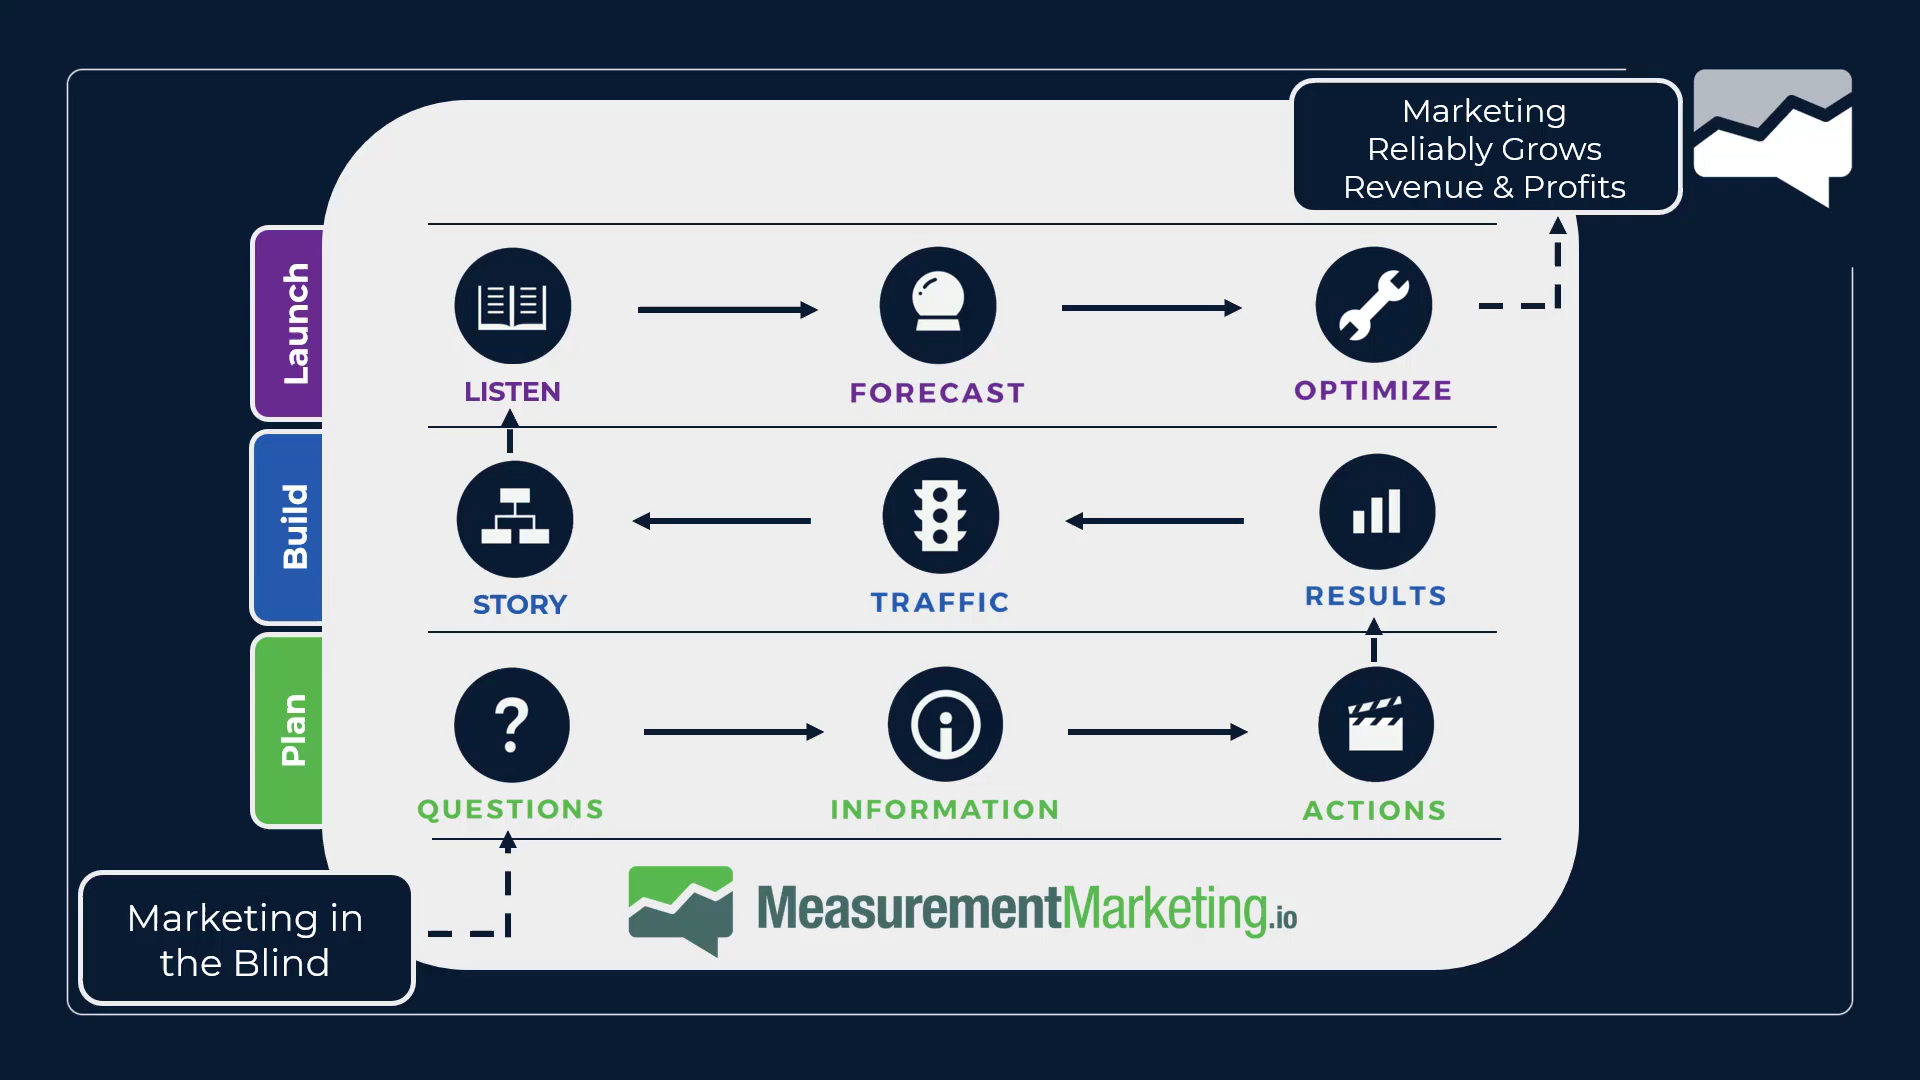 Marketing
Reliably Grows
Revenue & Profits
Launch
LISTEN
FORECAST
OPTIMIZE
Build
STORY
TRAFFIC
RESULTS
Plan
?
QUESTIONS
INFORMATION
ACTIONS
Marketing in
the Blind
MeasurementMarketing.io